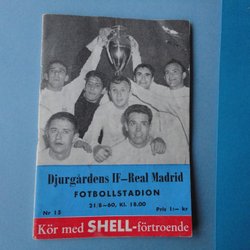 Djurgårdens IF–Real Madrid
FOTBOLLSTADION
21/8–60, Kl. 18.00
Nr 15 Pris 1:– kr
Kör med SHELL-förtroende